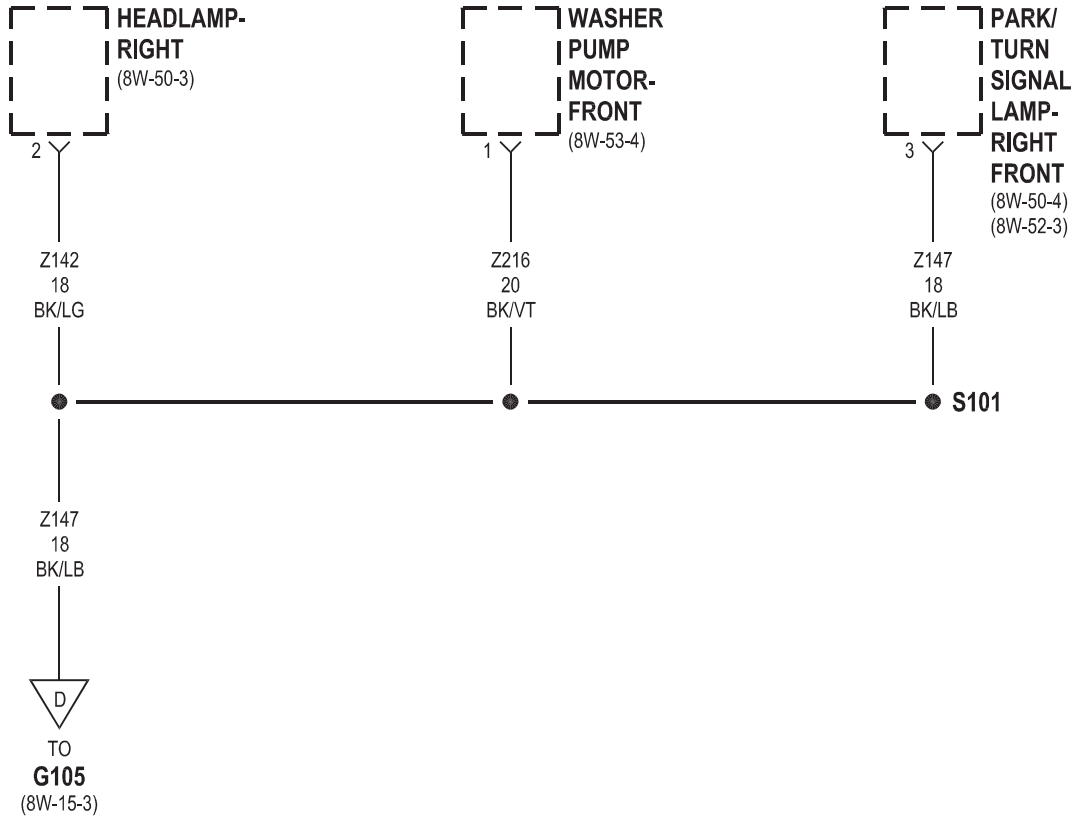 HEADLAMP-
RIGHT
(8W-50-3)
2
Z142
18
BK/LG
WASHER
PUMP
MOTOR-
FRONT
(8W-53-4)
1
Z216
20
BK/VT
PARK/
TURN
SIGNAL
LAMP-
RIGHT
FRONT
(8W-50-4)
(8W-52-3)
3
Z147
18
BK/LB
S101
Z147
18
BK/LB
D
TO
G105
(8W-15-3)